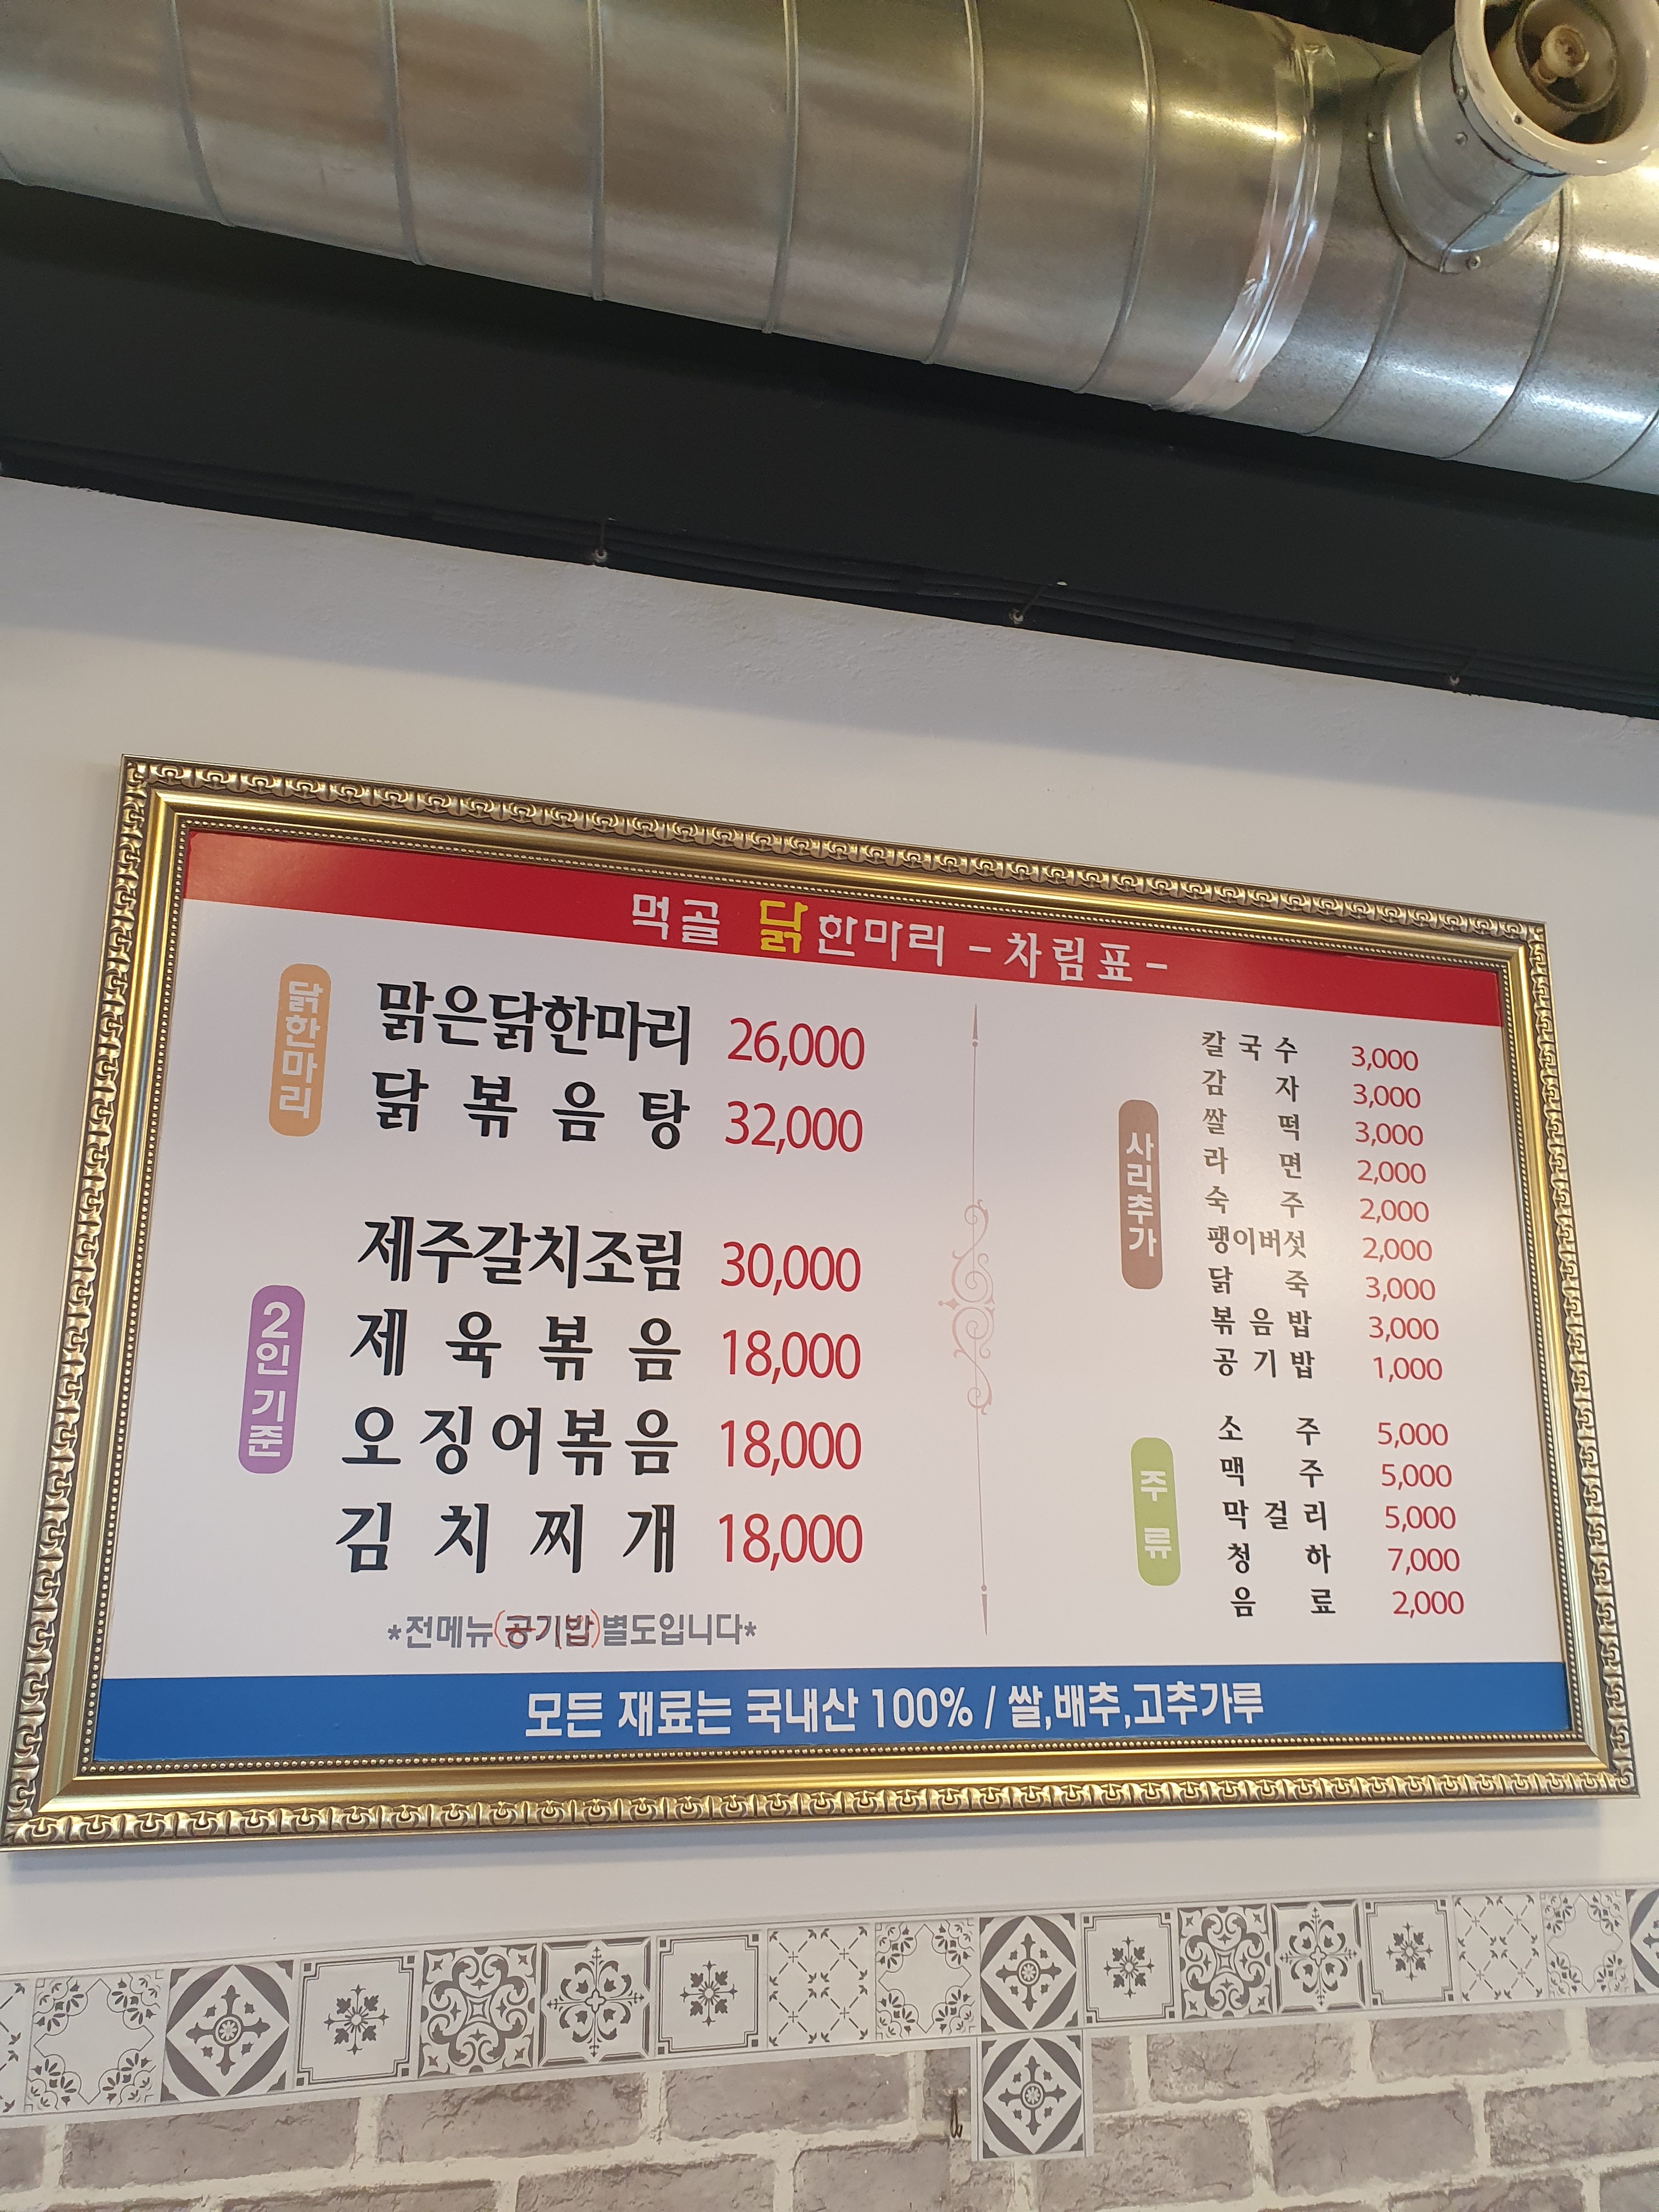 먹골 닭한마리 -차림표-
닭한마리
맑은닭한마리 26,000
닭볶음탕 32,000
2인 기준
제주갈치조림 30,000
제육볶음 18,000
오징어볶음 18,000
김치찌개 18,000
*전메뉴(공기밥)별도입니다*
사리추가
칼국수 3,000
감자 3,000
쌀떡 3,000
라면 2,000
숙주 2,000
팽이버섯 2,000
닭죽 3,000
볶음밥 3,000
공기밥 1,000
주류
소주 5,000
맥주 5,000
막걸리 5,000
청하 7,000
음료 2,000
모든 재료는 국내산 100% / 쌀,배추,고추가루